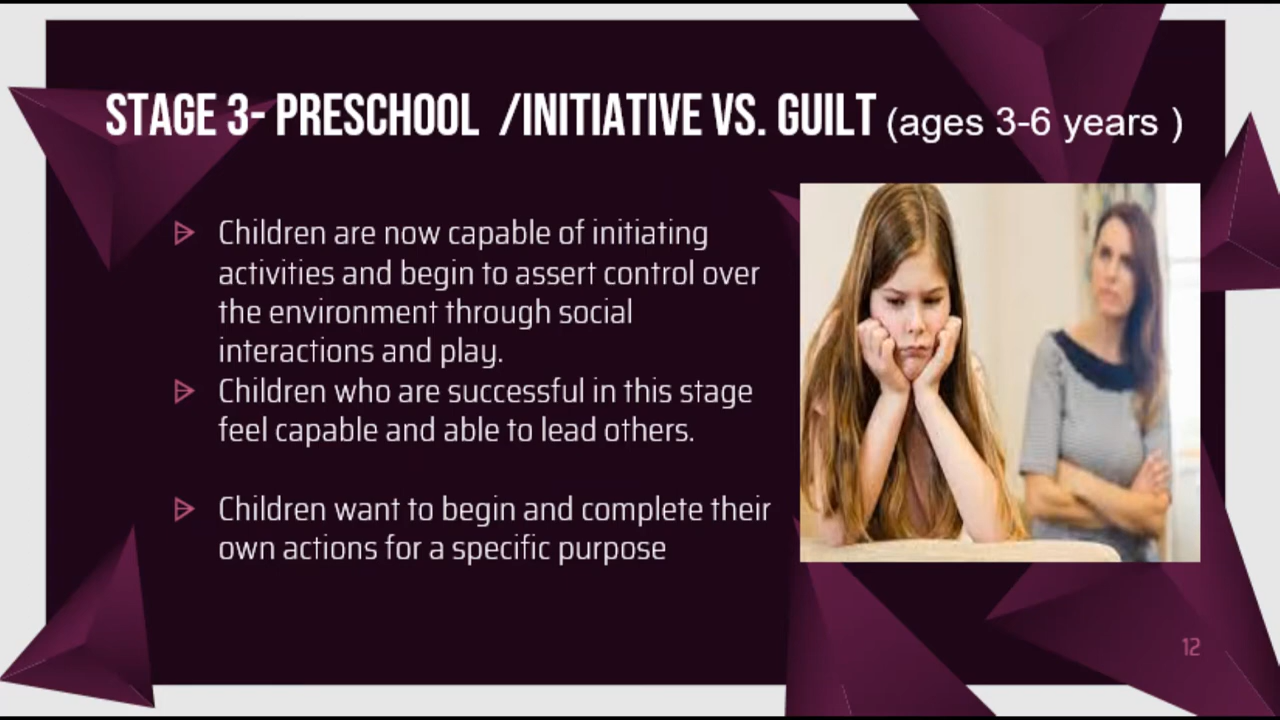 STAGE 3- PRESCHOOL /INITIATIVE VS. GUILT (ages 3-6 years )
Children are now capable of initiating
activities and begin to assert control over
the environment through social
interactions and play.
Children who are successful in this stage
feel capable and able to lead others.
Children want to begin and complete their
own actions for a specific purpose
12